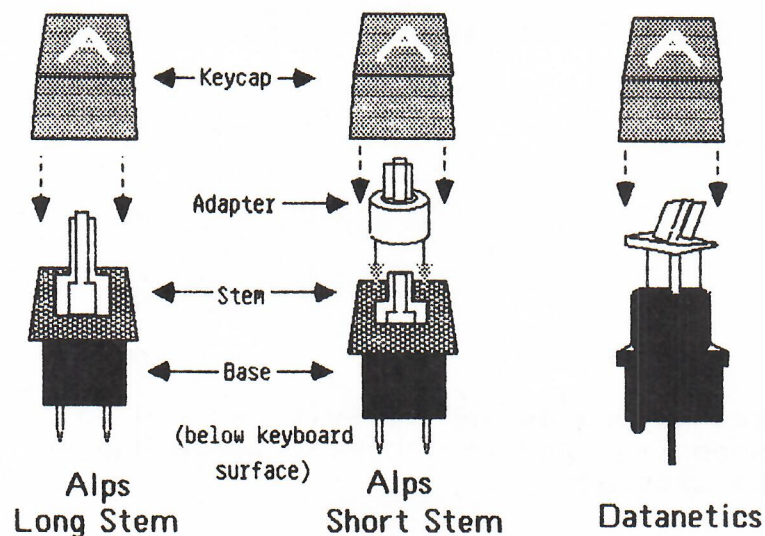 A A A
Keycap
Adapter
Stem
Base
(below keyboard
surface)
Alps
Long Stem
Alps
Short Stem
Datanetics